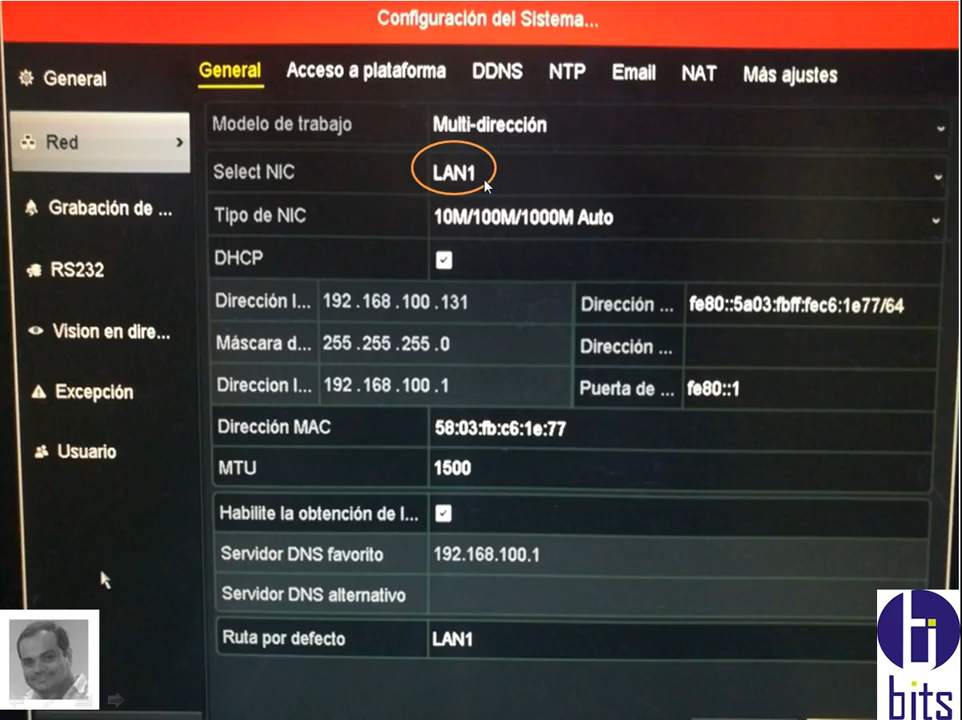 Configuración del Sistema...
General
Acceso a plataforma
DDNS
NTP
Email
NAT
Más ajustes
General
Red
Grabación de ...
RS232
Vision en dire...
Excepción
Usuario
Modelo de trabajo Multi-dirección
Select NIC LAN1
Tipo de NIC 10M/100M/1000M Auto
DHCP
Dirección I... 192.168.100.131 Dirección ... fe80::5a03:fbff:fec6:1e77/64
Máscara d... 255.255.255.0 Dirección ...
Direccion I... 192.168.100.1 Puerta de ... fe80::1
Dirección MAC 58:03:fb:c6:1e:77
MTU 1500
Habilite la obtención de I...
Servidor DNS favorito 192.168.100.1
Servidor DNS alternativo
Ruta por defecto LAN1
bits